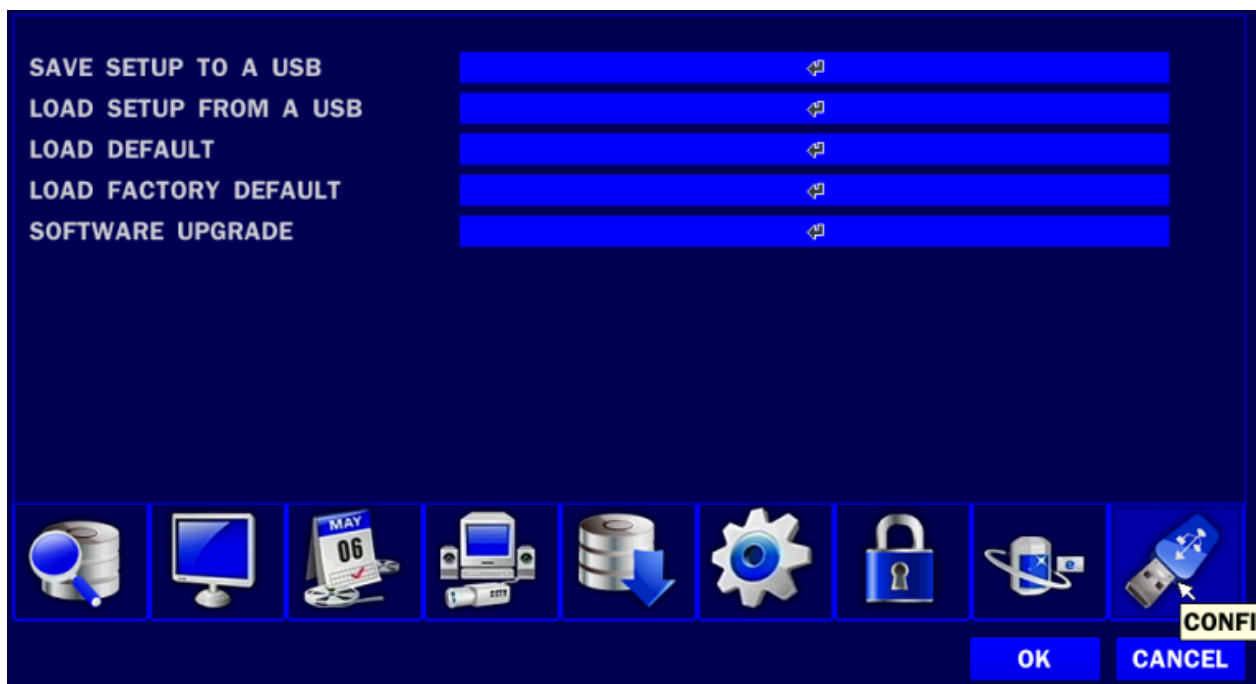 SAVE SETUP TO A USB
LOAD SETUP FROM A USB
LOAD DEFAULT
LOAD FACTORY DEFAULT
SOFTWARE UPGRADE
MAY
06
CCTV
e
CONFI
OK CANCEL